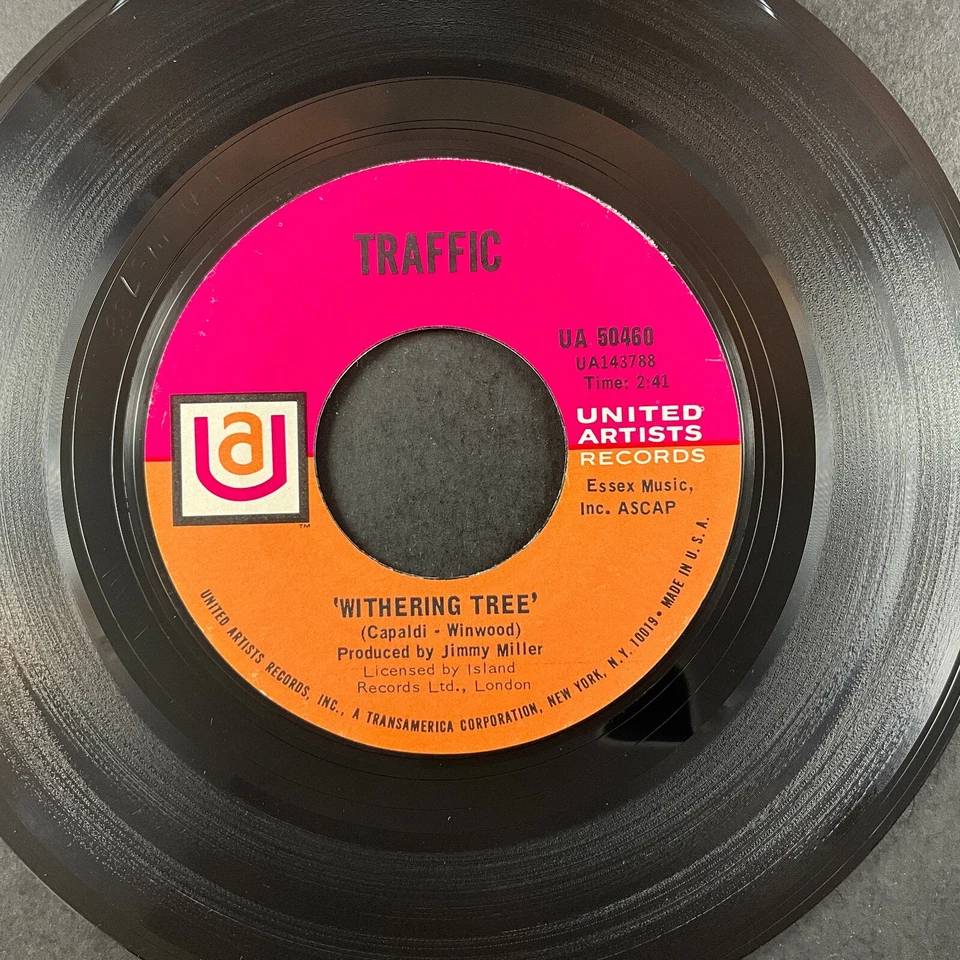 TRAFFIC
UA 50460
UA143788
Time: 2:41
ua
TM
UNITED
ARTISTS
RECORDS
Essex Music,
Inc. ASCAP
'WITHERING TREE'
(Capaldi - Winwood)
Produced by Jimmy Miller
Licensed by Island
Records Ltd., London
UNITED ARTISTS RECORDS, INC., A TRANSAMERICA CORPORATION, NEW YORK, N.Y. 10019 • MADE IN U.S.A.